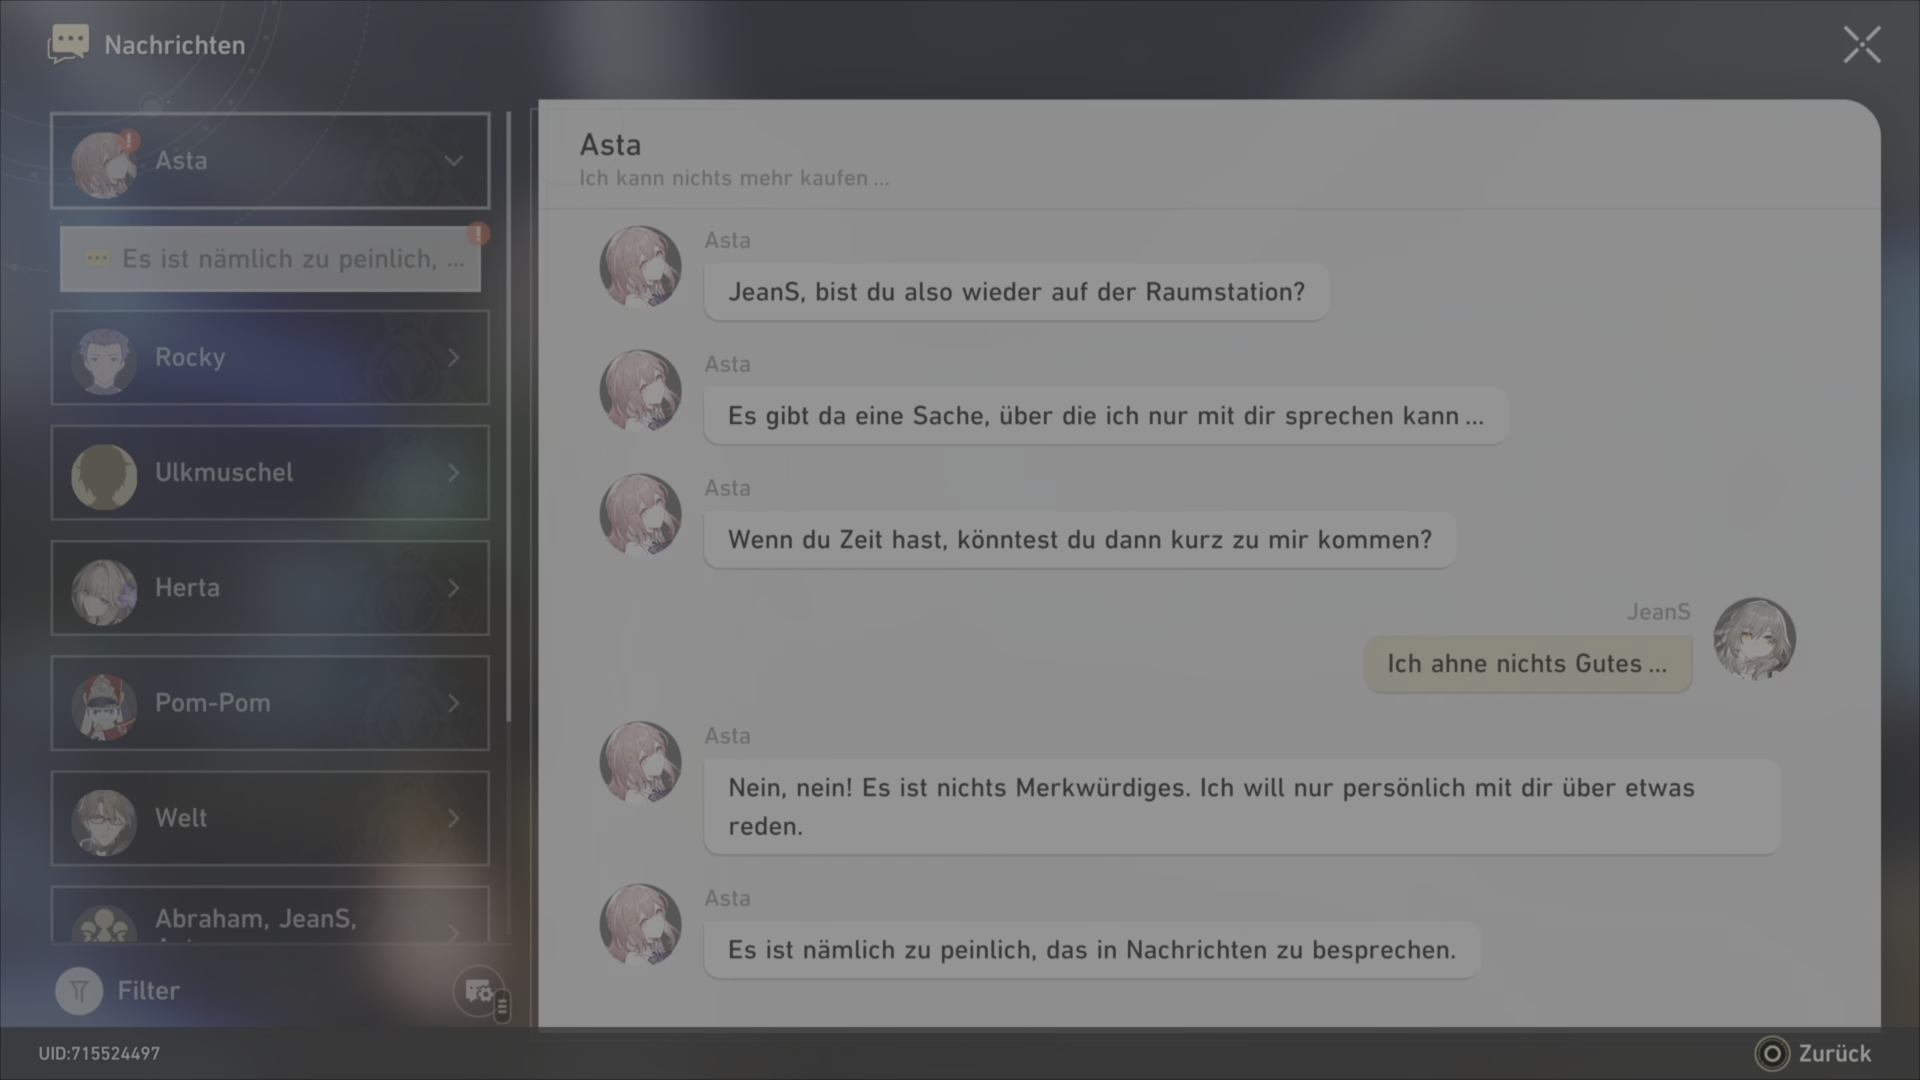 Nachrichten
Asta
Es ist nämlich zu peinlich, ...
Rocky
Ulkmuschel
Herta
Pom-Pom
Welt
Abraham, JeanS,
Filter
Asta
Ich kann nichts mehr kaufen ...
Asta
JeanS, bist du also wieder auf der Raumstation?
Asta
Es gibt da eine Sache, über die ich nur mit dir sprechen kann ...
Asta
Wenn du Zeit hast, könntest du dann kurz zu mir kommen?
JeanS
Ich ahne nichts Gutes ...
Asta
Nein, nein! Es ist nichts Merkwürdiges. Ich will nur persönlich mit dir über etwas
reden.
Asta
Es ist nämlich zu peinlich, das in Nachrichten zu besprechen.
UID:715524497
Zurück